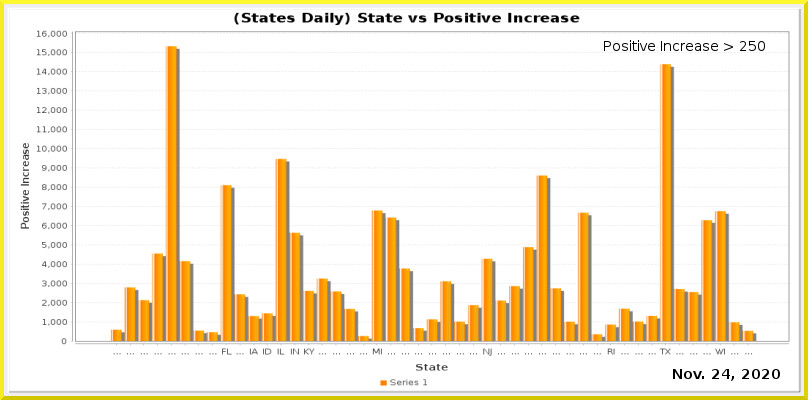 (States Daily) State vs Positive Increase
Positive Increase > 250
16,000
15,000
14,000
13,000
12,000
11,000
10,000
9,000
8,000
7,000
6,000
5,000
4,000
3,000
2,000
1,000
0
Positive Increase
... ... ... ... ... ... ... ... FL ... IA ID IL IN KY ... ... ... ... MI ... ... ... ... ... ... ... NJ ... ... ... ... ... ... ... ... RI ... ... ... TX ... ... ... WI ... ...
State
Series 1
Nov. 24, 2020